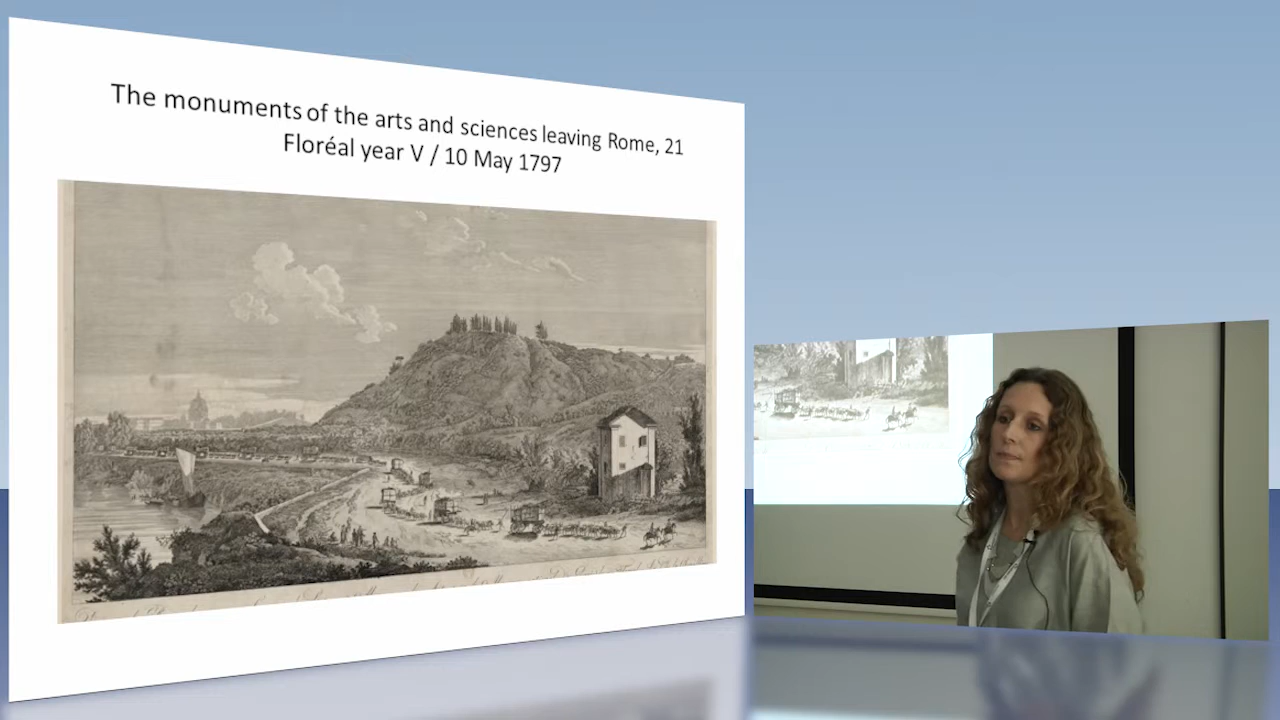 The monuments of the arts and sciences leaving Rome, 21
Floréal year V / 10 May 1797